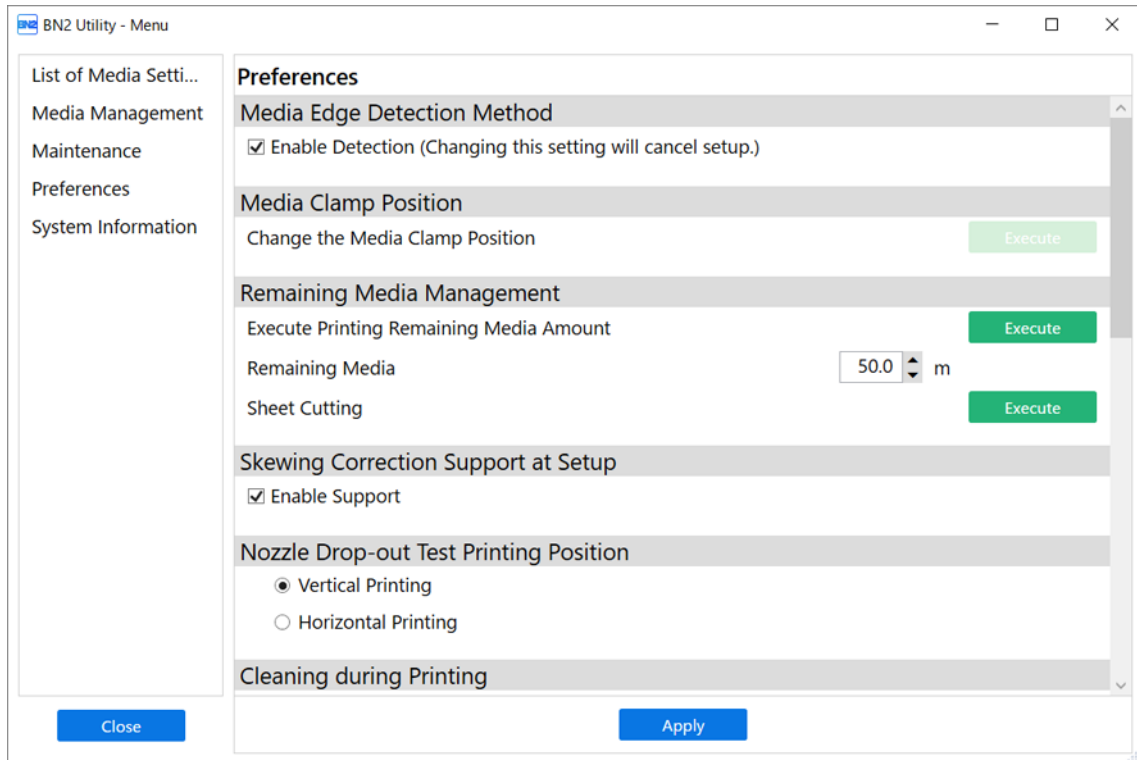 BN2 BN2 Utility - Menu
List of Media Setti...
Media Management
Maintenance
Preferences
System Information
Close
Preferences
Media Edge Detection Method
Enable Detection (Changing this setting will cancel setup.)
Media Clamp Position
Change the Media Clamp Position Execute
Remaining Media Management
Execute Printing Remaining Media Amount Execute
Remaining Media 50.0 m
Sheet Cutting Execute
Skewing Correction Support at Setup
Enable Support
Nozzle Drop-out Test Printing Position
Vertical Printing
Horizontal Printing
Cleaning during Printing
Apply